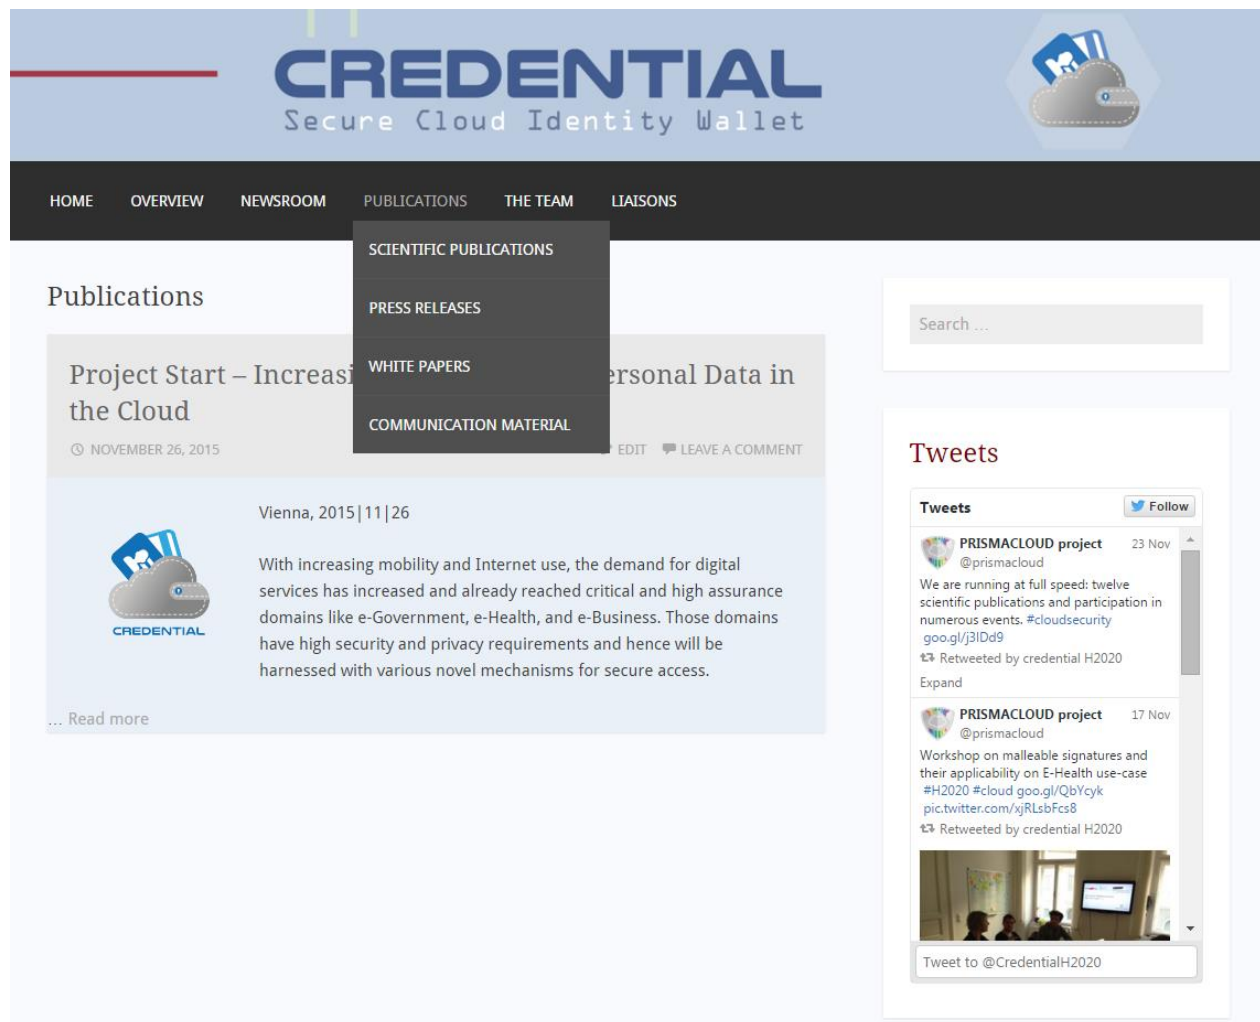 CREDENTIAL
Secure Cloud Identity Wallet
HOME OVERVIEW NEWSROOM PUBLICATIONS THE TEAM LIAISONS
SCIENTIFIC PUBLICATIONS
PRESS RELEASES
WHITE PAPERS
COMMUNICATION MATERIAL
Publications
Project Start – Increasi ersonal Data in
the Cloud
NOVEMBER 26, 2015
EDIT LEAVE A COMMENT
CREDENTIAL
Vienna, 2015|11|26
With increasing mobility and Internet use, the demand for digital
services has increased and already reached critical and high assurance
domains like e-Government, e-Health, and e-Business. Those domains
have high security and privacy requirements and hence will be
harnessed with various novel mechanisms for secure access.
... Read more
Search ...
Tweets
Tweets Follow
PRISMACLOUD project 23 Nov
@prismacloud
We are running at full speed: twelve
scientific publications and participation in
numerous events. #cloudsecurity
goo.gl/j3lDd9
Retweeted by credential H2020
Expand
PRISMACLOUD project 17 Nov
@prismacloud
Workshop on malleable signatures and
their applicability on E-Health use-case
#H2020 #cloud goo.gl/QbYcyk
pic.twitter.com/xjRLsbFcs8
Retweeted by credential H2020
Tweet to @CredentialH2020